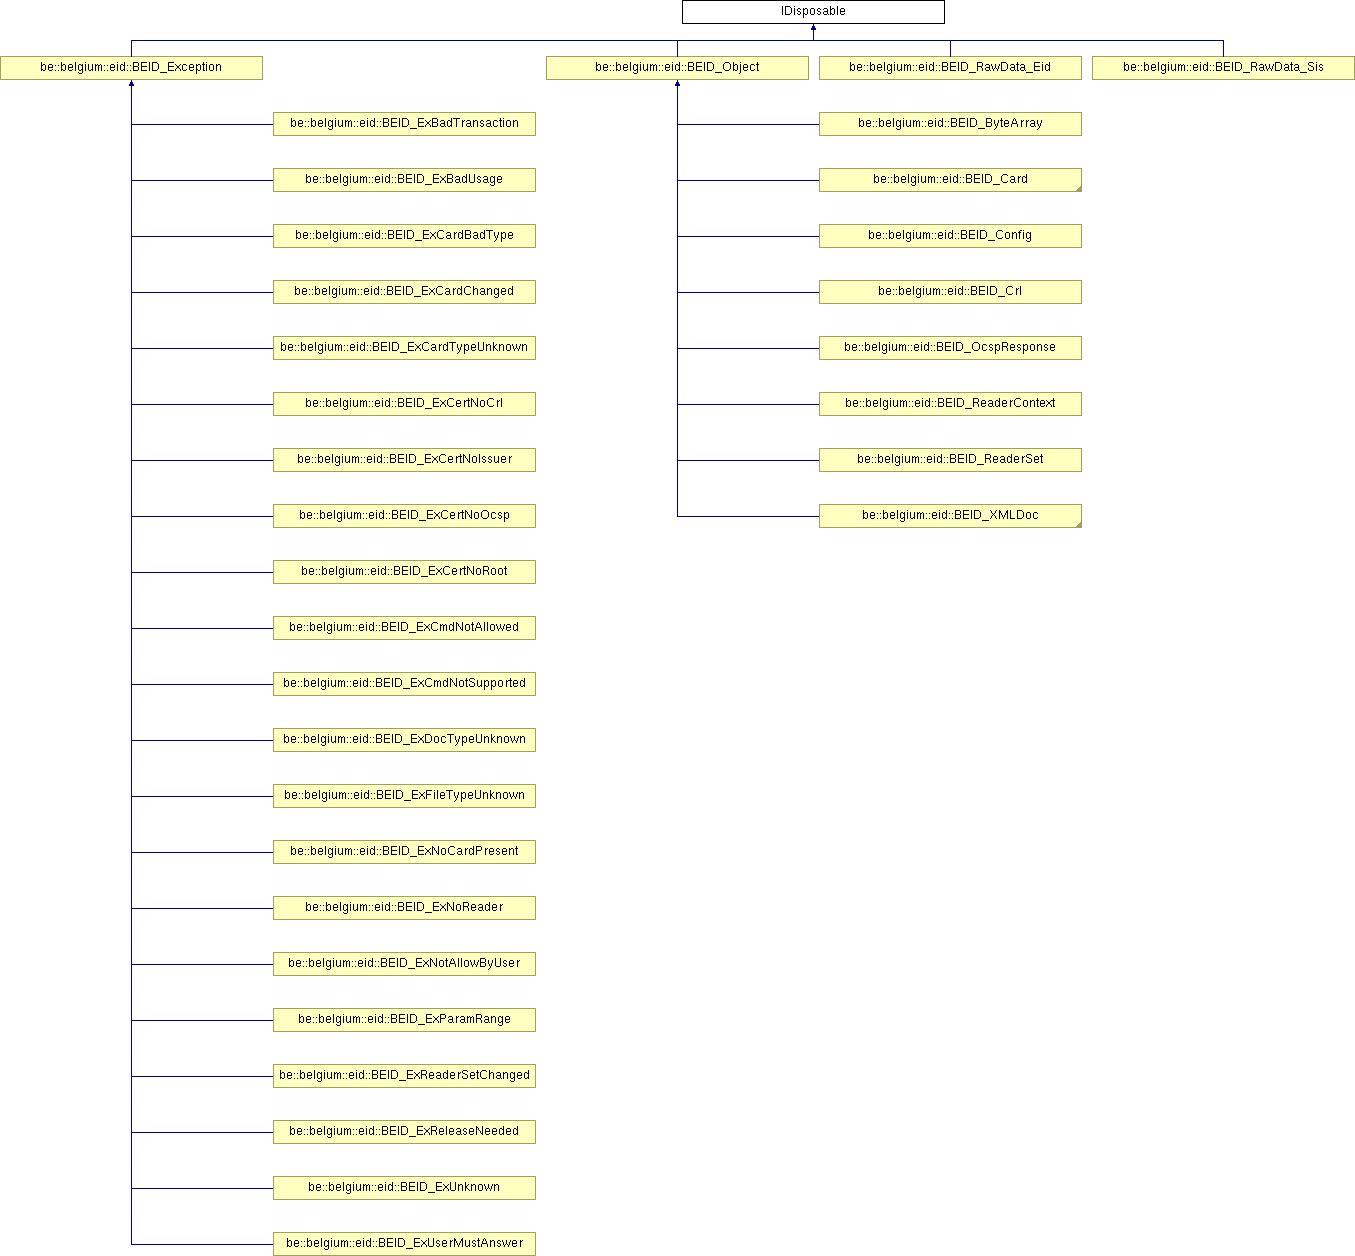 IDisposable
be::belgium::eid::BEID_Exception
be::belgium::eid::BEID_Object
be::belgium::eid::BEID_RawData_Eid
be::belgium::eid::BEID_RawData_Sis
be::belgium::eid::BEID_ExBadTransaction
be::belgium::eid::BEID_ExBadUsage
be::belgium::eid::BEID_ExCardBadType
be::belgium::eid::BEID_ExCardChanged
be::belgium::eid::BEID_ExCardTypeUnknown
be::belgium::eid::BEID_ExCertNoCrl
be::belgium::eid::BEID_ExCertNoIssuer
be::belgium::eid::BEID_ExCertNoOcsp
be::belgium::eid::BEID_ExCertNoRoot
be::belgium::eid::BEID_ExCmdNotAllowed
be::belgium::eid::BEID_ExCmdNotSupported
be::belgium::eid::BEID_ExDocTypeUnknown
be::belgium::eid::BEID_ExFileTypeUnknown
be::belgium::eid::BEID_ExNoCardPresent
be::belgium::eid::BEID_ExNoReader
be::belgium::eid::BEID_ExNotAllowByUser
be::belgium::eid::BEID_ExParamRange
be::belgium::eid::BEID_ExReaderSetChanged
be::belgium::eid::BEID_ExReleaseNeeded
be::belgium::eid::BEID_ExUnknown
be::belgium::eid::BEID_ExUserMustAnswer
be::belgium::eid::BEID_ByteArray
be::belgium::eid::BEID_Card
be::belgium::eid::BEID_Config
be::belgium::eid::BEID_Crl
be::belgium::eid::BEID_OcspResponse
be::belgium::eid::BEID_ReaderContext
be::belgium::eid::BEID_ReaderSet
be::belgium::eid::BEID_XMLDoc